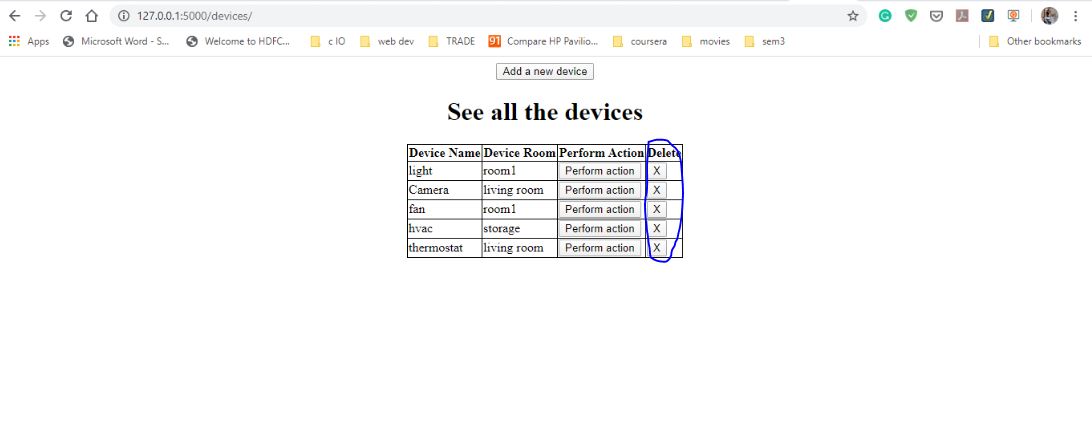 127.0.0.1:5000/devices/
Apps Microsoft Word - S... Welcome to HDFC... c IO web dev TRADE 91 Compare HP Pavilio... coursera movies sem3 Other bookmarks
Add a new device
See all the devices
Device Name Device Room Perform Action Delete
light room1 Perform action X
Camera living room Perform action X
fan room1 Perform action X
hvac storage Perform action X
thermostat living room Perform action X